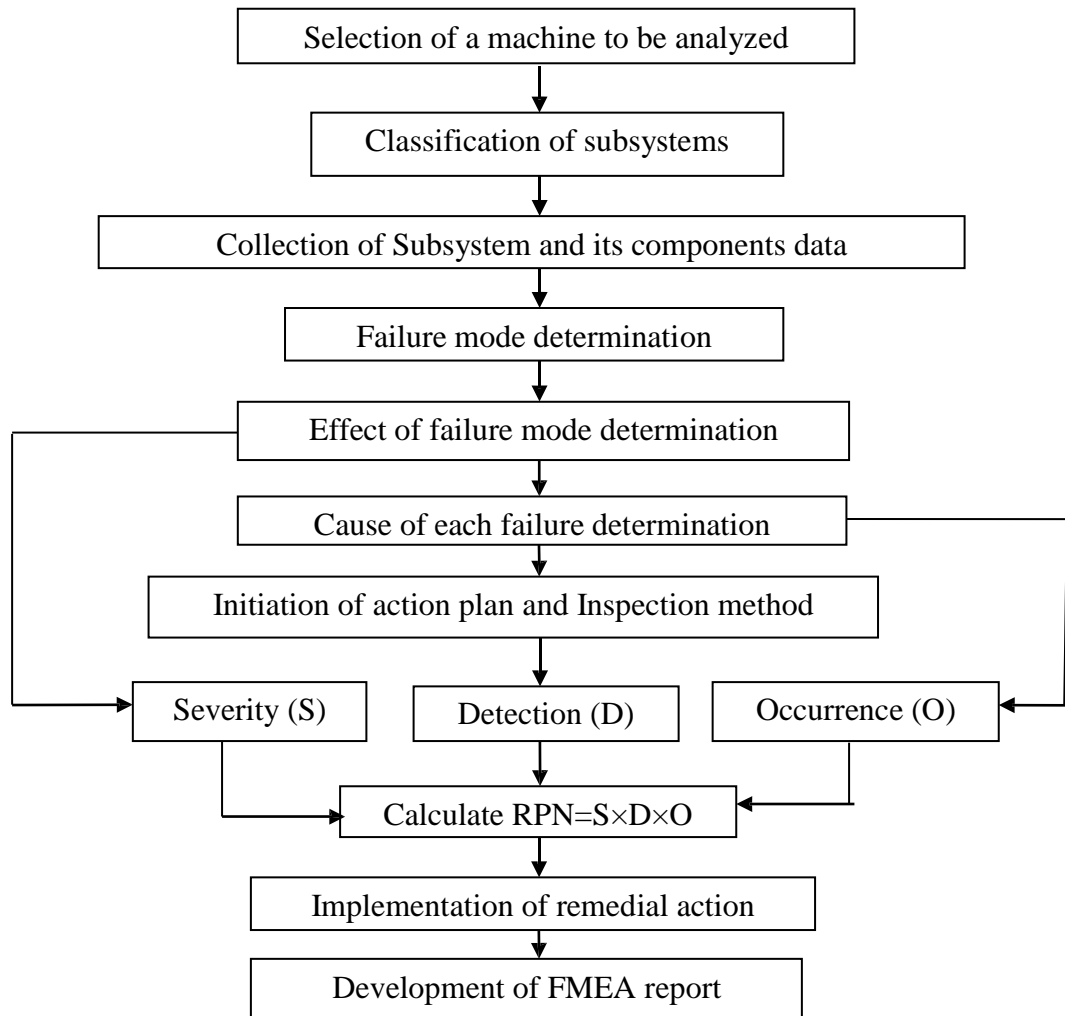 Selection of a machine to be analyzed
Classification of subsystems
Collection of Subsystem and its components data
Failure mode determination
Effect of failure mode determination
Cause of each failure determination
Initiation of action plan and Inspection method
Severity (S)
Detection (D)
Occurrence (O)
Calculate RPN=S×D×O
Implementation of remedial action
Development of FMEA report